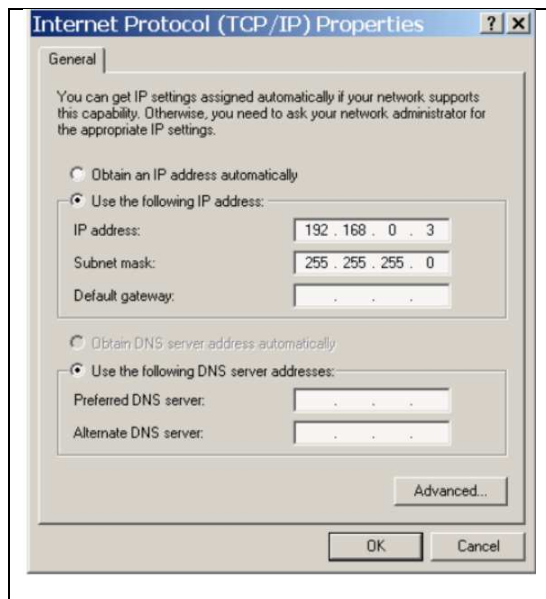 Internet Protocol (TCP/IP) Properties ? ×
General
You can get IP settings assigned automatically if your network supports
this capability. Otherwise, you need to ask your network administrator for
the appropriate IP settings.
Obtain an IP address automatically
Use the following IP address:
IP address: 192 . 168 . 0 . 3
Subnet mask: 255 . 255 . 255 . 0
Default gateway: . . .
Obtain DNS server address automatically
Use the following DNS server addresses:
Preferred DNS server: . . .
Alternate DNS server: . . .
Advanced...
OK Cancel